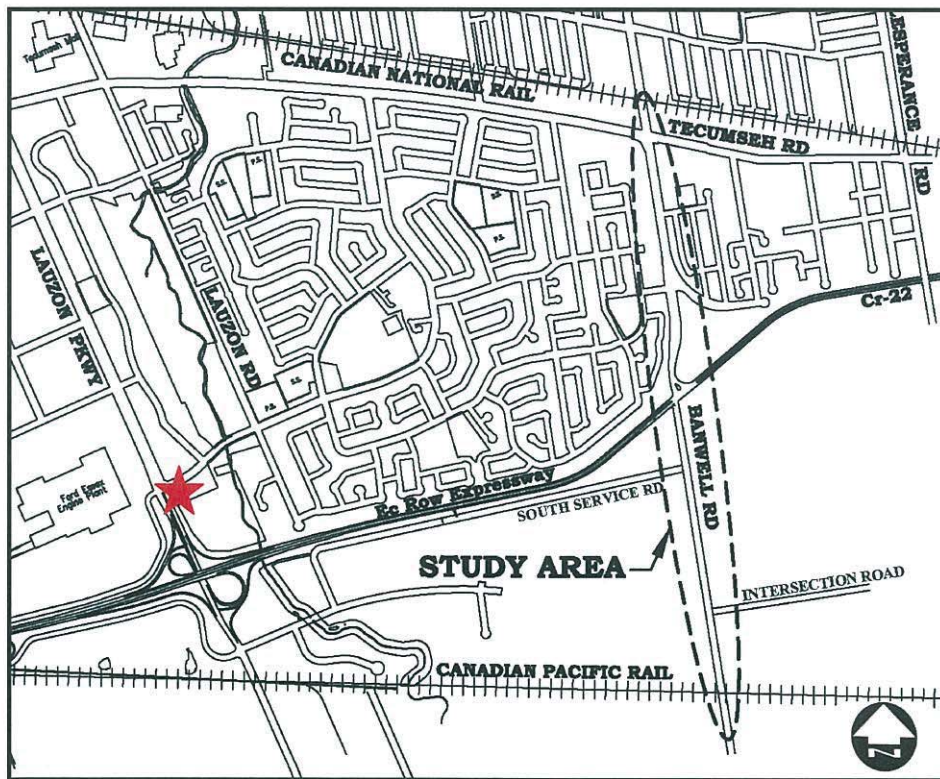 Tecumseh Mall
CANADIAN NATIONAL RAIL
LESPERANCE RD
TECUMSEH RD
LAUZON PKWY
LAUZON RD
Cr-22
BANWELL RD
Ford Essex
Engine Plant
Ec Row Expressway
SOUTH SERVICE RD
STUDY AREA
INTERSECTION ROAD
CANADIAN PACIFIC RAIL
N